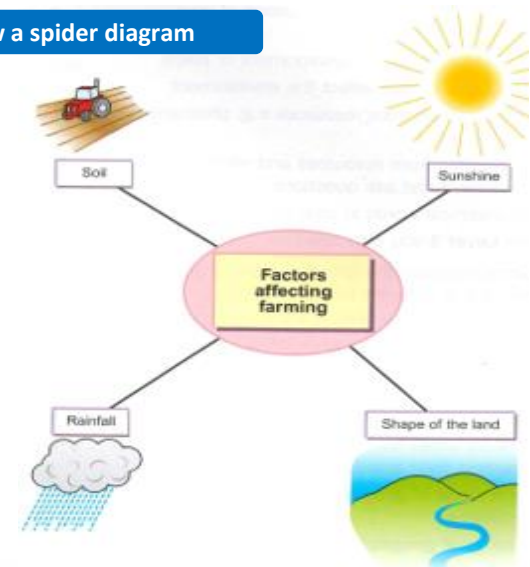 a spider diagram
Soil
Sunshine
Factors
affecting
farming
Rainfall
Shape of the land